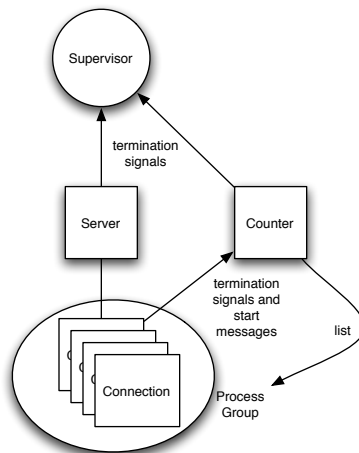 Supervisor
termination
signals
Server
Counter
termination
signals and
start
messages
list
Connection
Process
Group